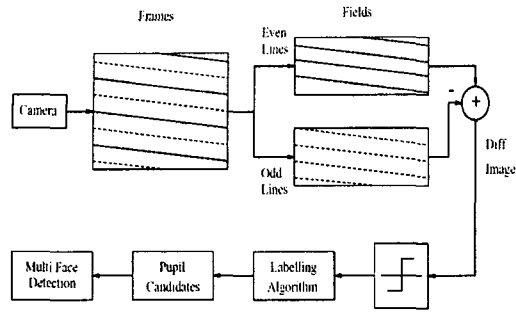 Frames
Fields
Even
Lines
Camera
-
+
Odd
Lines
Diff
Image
Multi Face
Detection
Pupil
Candidates
Labelling
Algorithm